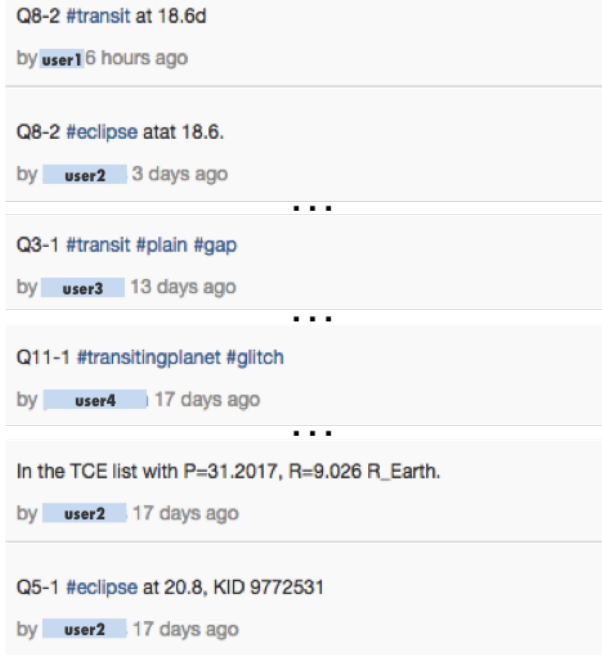 Q8-2 #transit at 18.6d
by user1 6 hours ago
Q8-2 #eclipse atat 18.6.
by user2 3 days ago
...
Q3-1 #transit #plain #gap
by user3 13 days ago
...
Q11-1 #transitingplanet #glitch
by user4 17 days ago
...
In the TCE list with P=31.2017, R=9.026 R_Earth.
by user2 17 days ago
Q5-1 #eclipse at 20.8, KID 9772531
by user2 17 days ago